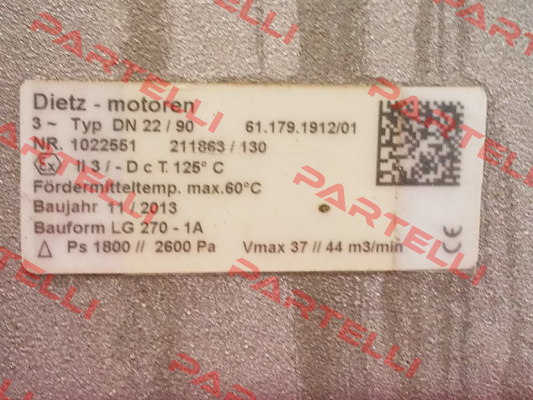 Dietz - motoren
3 ~ Typ DN 22 / 90 61.179.1912/01
NR. 1022551 211863 / 130
Ex II 3 / - D c T. 125° C
Fördermitteltemp. max.60°C
Baujahr 11 / 2013
Bauform LG 270 - 1A
△ Ps 1800 // 2600 Pa Vmax 37 // 44 m3/min
CE
PARTELLI
PARTELLI
PARTELLI
PARTELLI
PARTELLI
PARTELLI